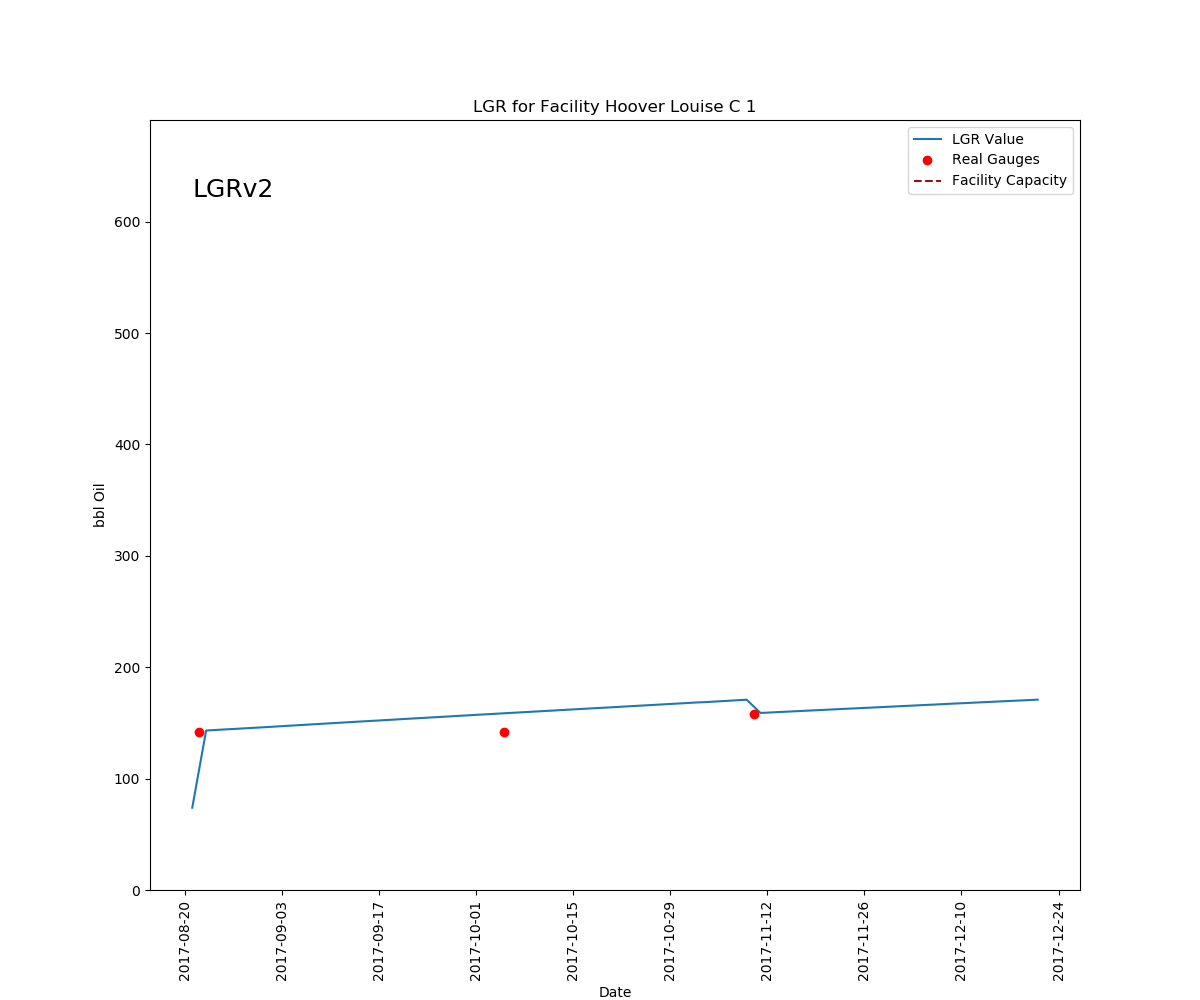 LGR for Facility Hoover Louise C 1
LGR Value
Real Gauges
Facility Capacity
LGRv2
600
500
400
300
200
100
0
bbl Oil
2017-08-20
2017-09-03
2017-09-17
2017-10-01
2017-10-15
2017-10-29
2017-11-12
2017-11-26
2017-12-10
2017-12-24
Date